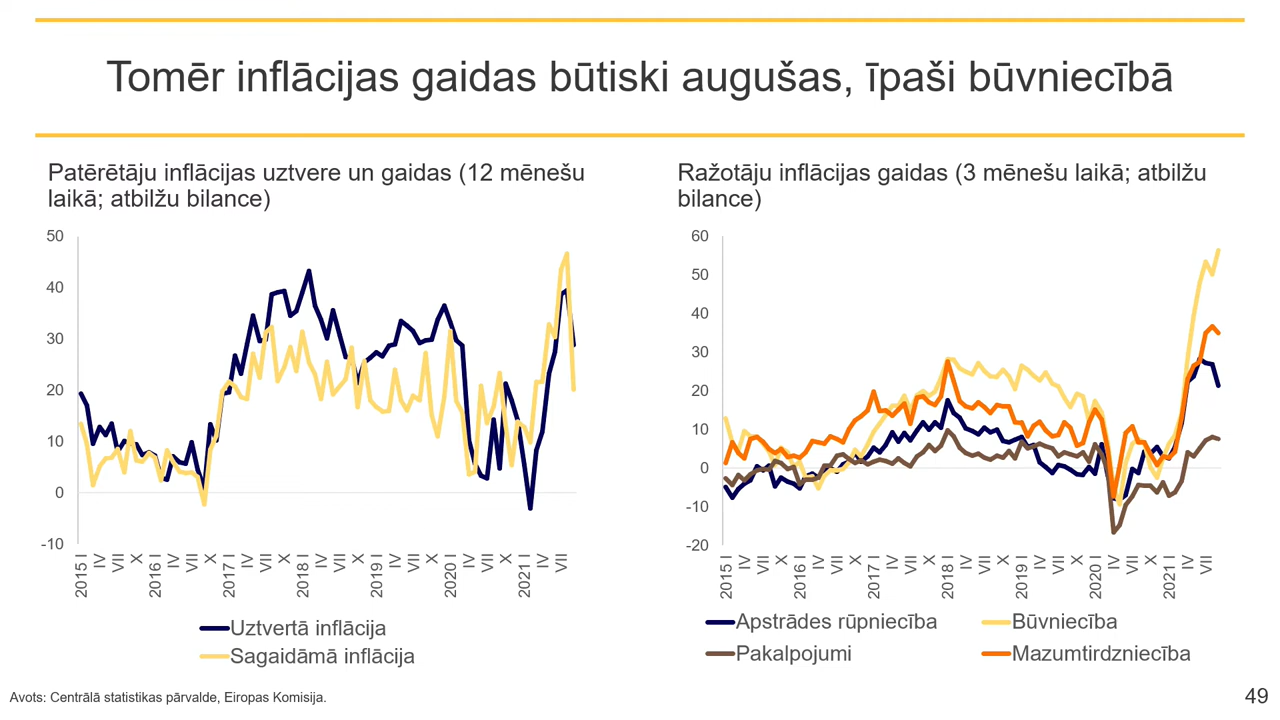 Tomēr inflācijas gaidas būtiski augušas, īpaši būvniecībā
Patērētāju inflācijas uztvere un gaidas (12 mēnešu
laikā; atbilžu bilance)
50
40
30
20
10
0
-10
2015 I IV VII X 2016 I IV VII X 2017 I IV VII X 2018 I IV VII X 2019 I IV VII X 2020 I IV VII X 2021 I IV VII
Uztvertā inflācija
Sagaidāmā inflācija
Ražotāju inflācijas gaidas (3 mēnešu laikā; atbilžu
bilance)
60
50
40
30
20
10
0
-10
-20
2015 I IV VII X 2016 I IV VII X 2017 I IV VII X 2018 I IV VII X 2019 I IV VII X 2020 I IV VII X 2021 I IV VII
Apstrādes rūpniecība Būvniecība
Pakalpojumi Mazumtirdzniecība
Avots: Centrālā statistikas pārvalde, Eiropas Komisija.
49